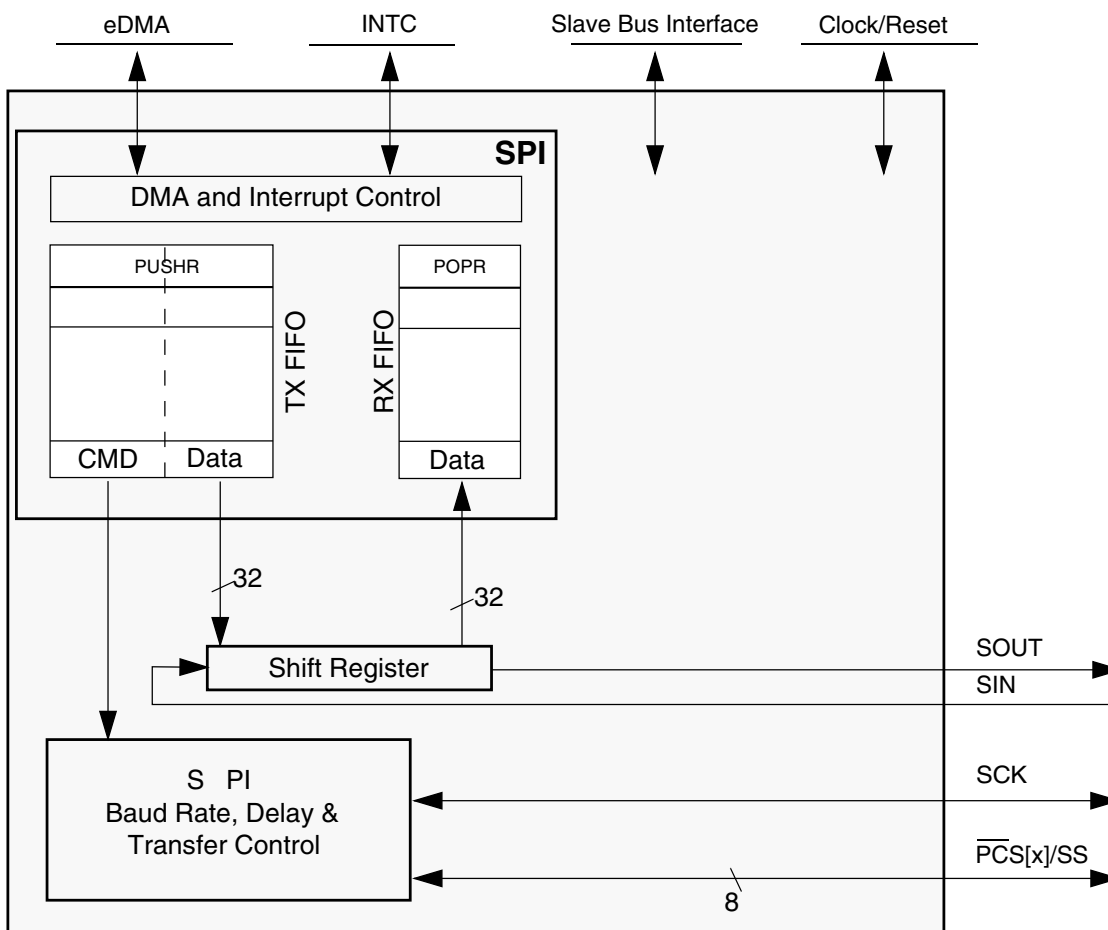 eDMA
INTC
Slave Bus Interface
Clock/Reset
SPI
DMA and Interrupt Control
PUSHR
POPR
TX FIFO
RX FIFO
CMD
Data
Data
32
32
Shift Register
SOUT
SIN
S PI
Baud Rate, Delay &
Transfer Control
SCK
PCS[x]/SS
8